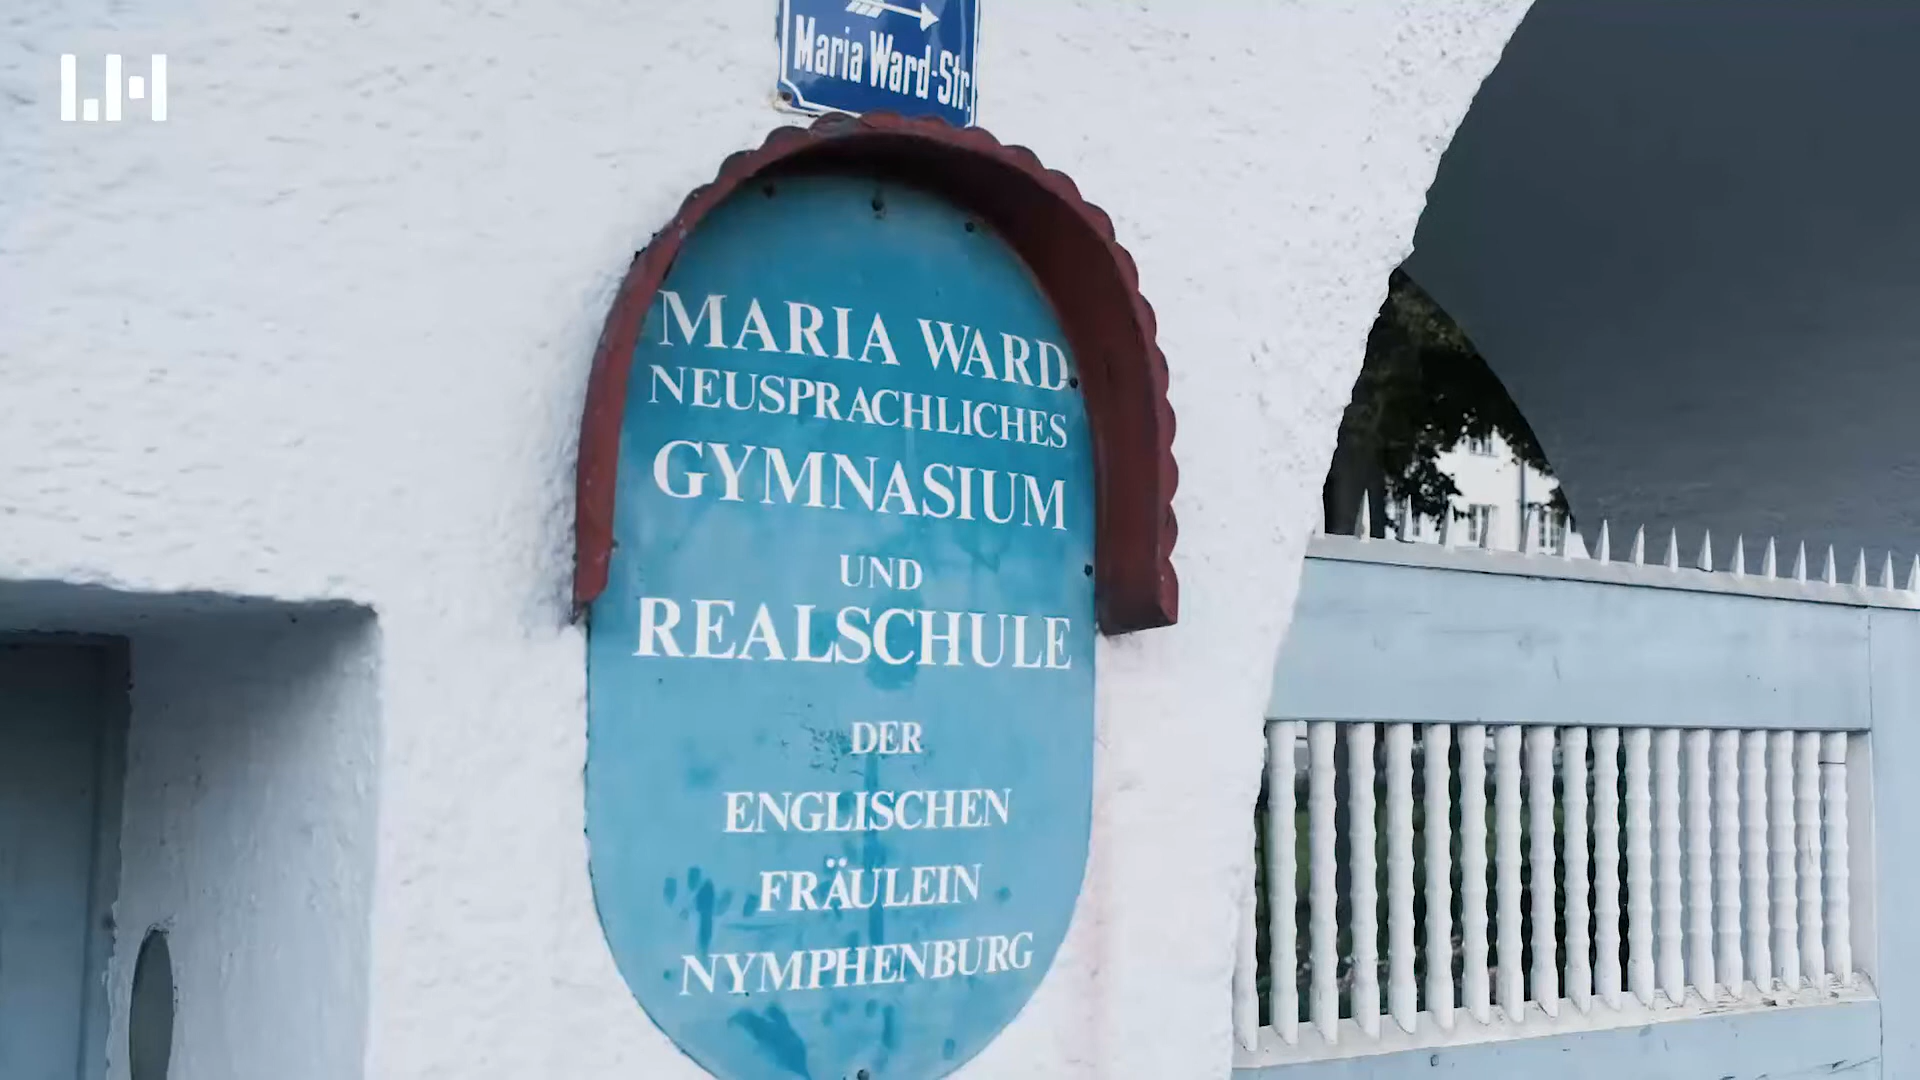 Maria Ward-Str.
MARIA WARD
NEUSPRACHLICHES
GYMNASIUM
UND
REALSCHULE
DER
ENGLISCHEN
FRÄULEIN
NYMPHENBURG